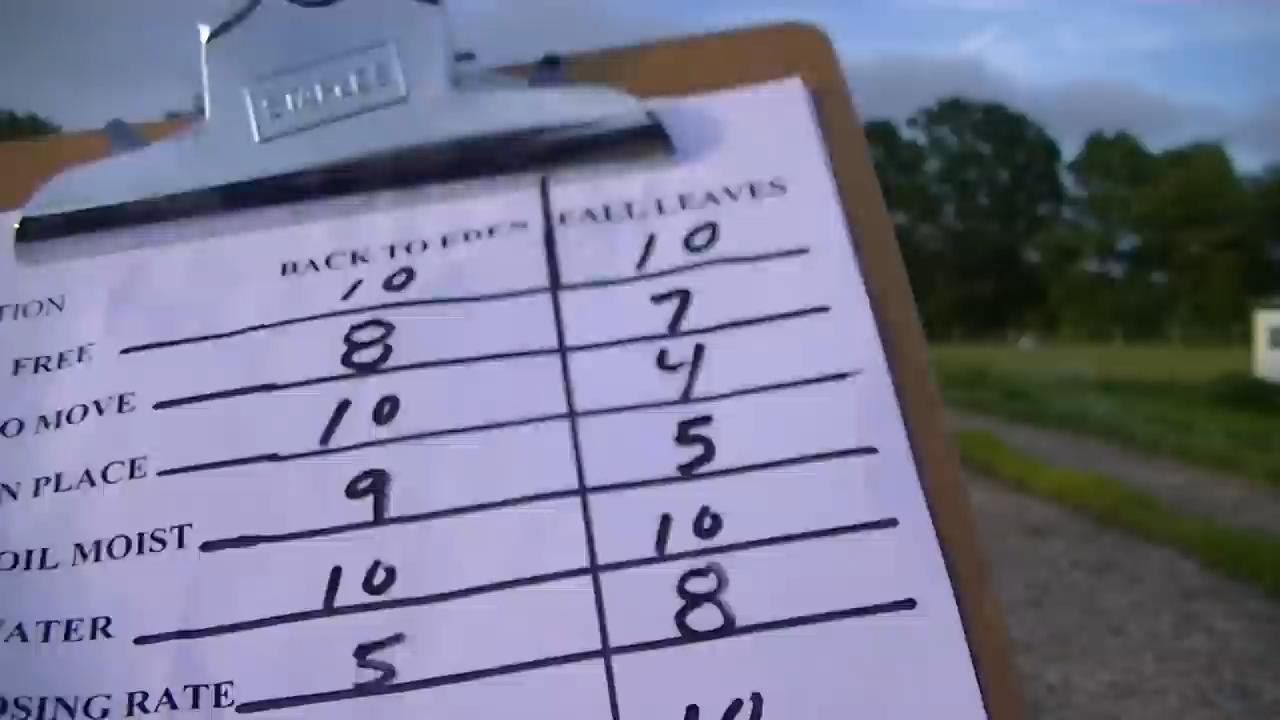 BACK TO EDEN FALL LEAVES
TION 10 10
FREE 8 7
O MOVE 10 4
N PLACE 9 5
OIL MOIST 10 10
ATER 5 8
OSING RATE 10